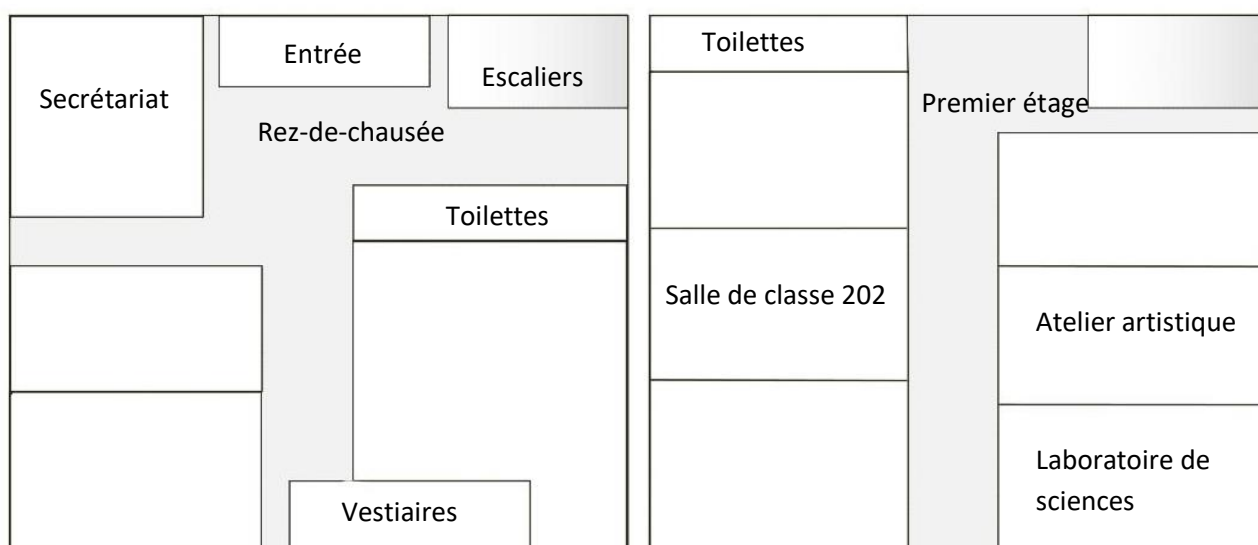 Entrée
Escaliers
Secrétariat
Rez-de-chausée
Toilettes
Vestiaires
Toilettes
Premier étage
Salle de classe 202
Atelier artistique
Laboratoire de
sciences